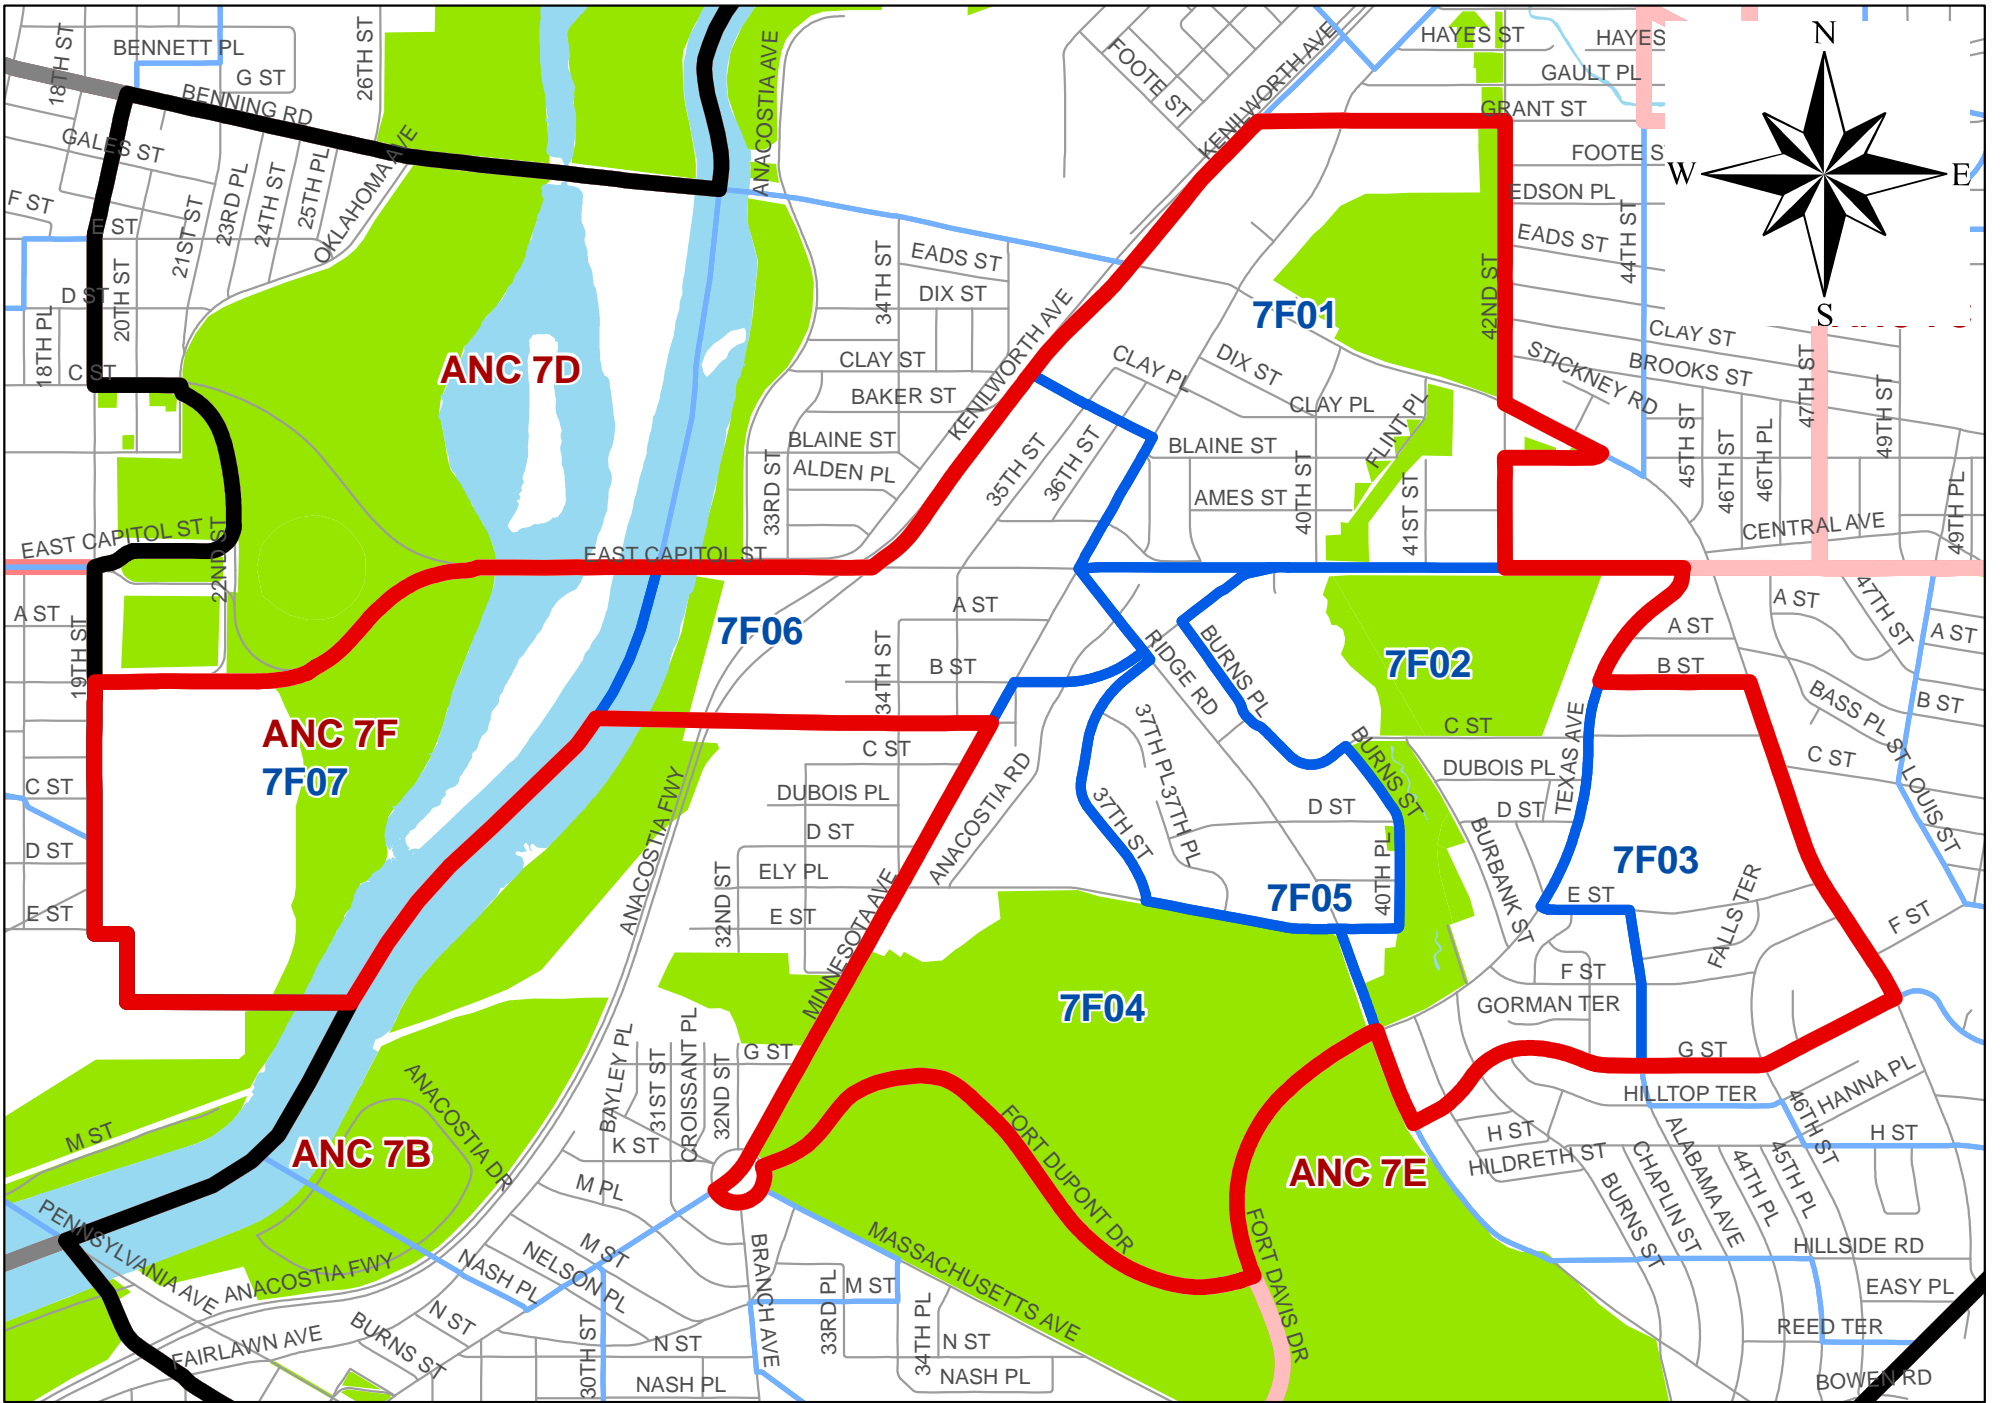 18TH ST
BENNETT PL
G ST
26TH ST
BENNING RD
ANACOSTIA AVE
FOOTE ST
KENILWORTH AVE
HAYES ST
HAYES
GAULT PL
GRANT ST
N
W
E
S
GALES ST
F ST
E ST
21ST ST
23RD PL
24TH ST
25TH PL
OKLAHOMA AVE
FOOTE S
EDSON PL
EADS ST
44TH ST
42ND ST
D ST
20TH ST
18TH PL
C ST
34TH ST
EADS ST
DIX ST
CLAY ST
BAKER ST
BLAINE ST
ALDEN PL
33RD ST
KENILWORTH AVE
ANC 7D
7F01
CLAY PL
DIX ST
CLAY PL
FLINT PL
BLAINE ST
AMES ST
35TH ST
36TH ST
40TH ST
41ST ST
STICKNEY RD
CLAY ST
BROOKS ST
47TH ST
49TH ST
45TH ST
46TH ST
46TH PL
CENTRAL AVE
49TH PL
EAST CAPITOL ST
22ND ST
EAST CAPITOL ST
A ST
19TH ST
7F06
A ST
34TH ST
B ST
RIDGE RD
BURNS PL
7F02
A ST
B ST
A ST
47TH ST
A ST
BASS PL
B ST
C ST
ST LOUIS ST
ANC 7F
7F07
C ST
D ST
E ST
C ST
DUBOIS PL
D ST
ELY PL
E ST
32ND ST
ANACOSTIA FWY
MINNESOTA AVE
ANACOSTIA RD
37TH PL
37TH PL
37TH ST
D ST
BURNS ST
40TH PL
7F05
C ST
DUBOIS PL
D ST
TEXAS AVE
BURBANK ST
7F03
E ST
FALLS TER
F ST
F ST
GORMAN TER
G ST
7F04
HILLTOP TER
46TH ST
HANNA PL
H ST
H ST
HILDRETH ST
BURNS ST
CHAPLIN ST
ALABAMA AVE
44TH PL
45TH PL
HILLSIDE RD
EASY PL
REED TER
BOWEN RD
M ST
ANACOSTIA DR
ANC 7B
BAYLEY PL
31ST ST
CROISSANT PL
32ND ST
G ST
K ST
M PL
FORT DUPONT DR
ANC 7E
FORT DAVIS DR
PENNSYLVANIA AVE
ANACOSTIA FWY
NASH PL
NELSON PL
M ST
FAIRLAWN AVE
BURNS ST
N ST
30TH ST
N ST
NASH PL
BRANCH AVE
33RD PL
M ST
34TH PL
N ST
NASH PL
MASSACHUSETTS AVE